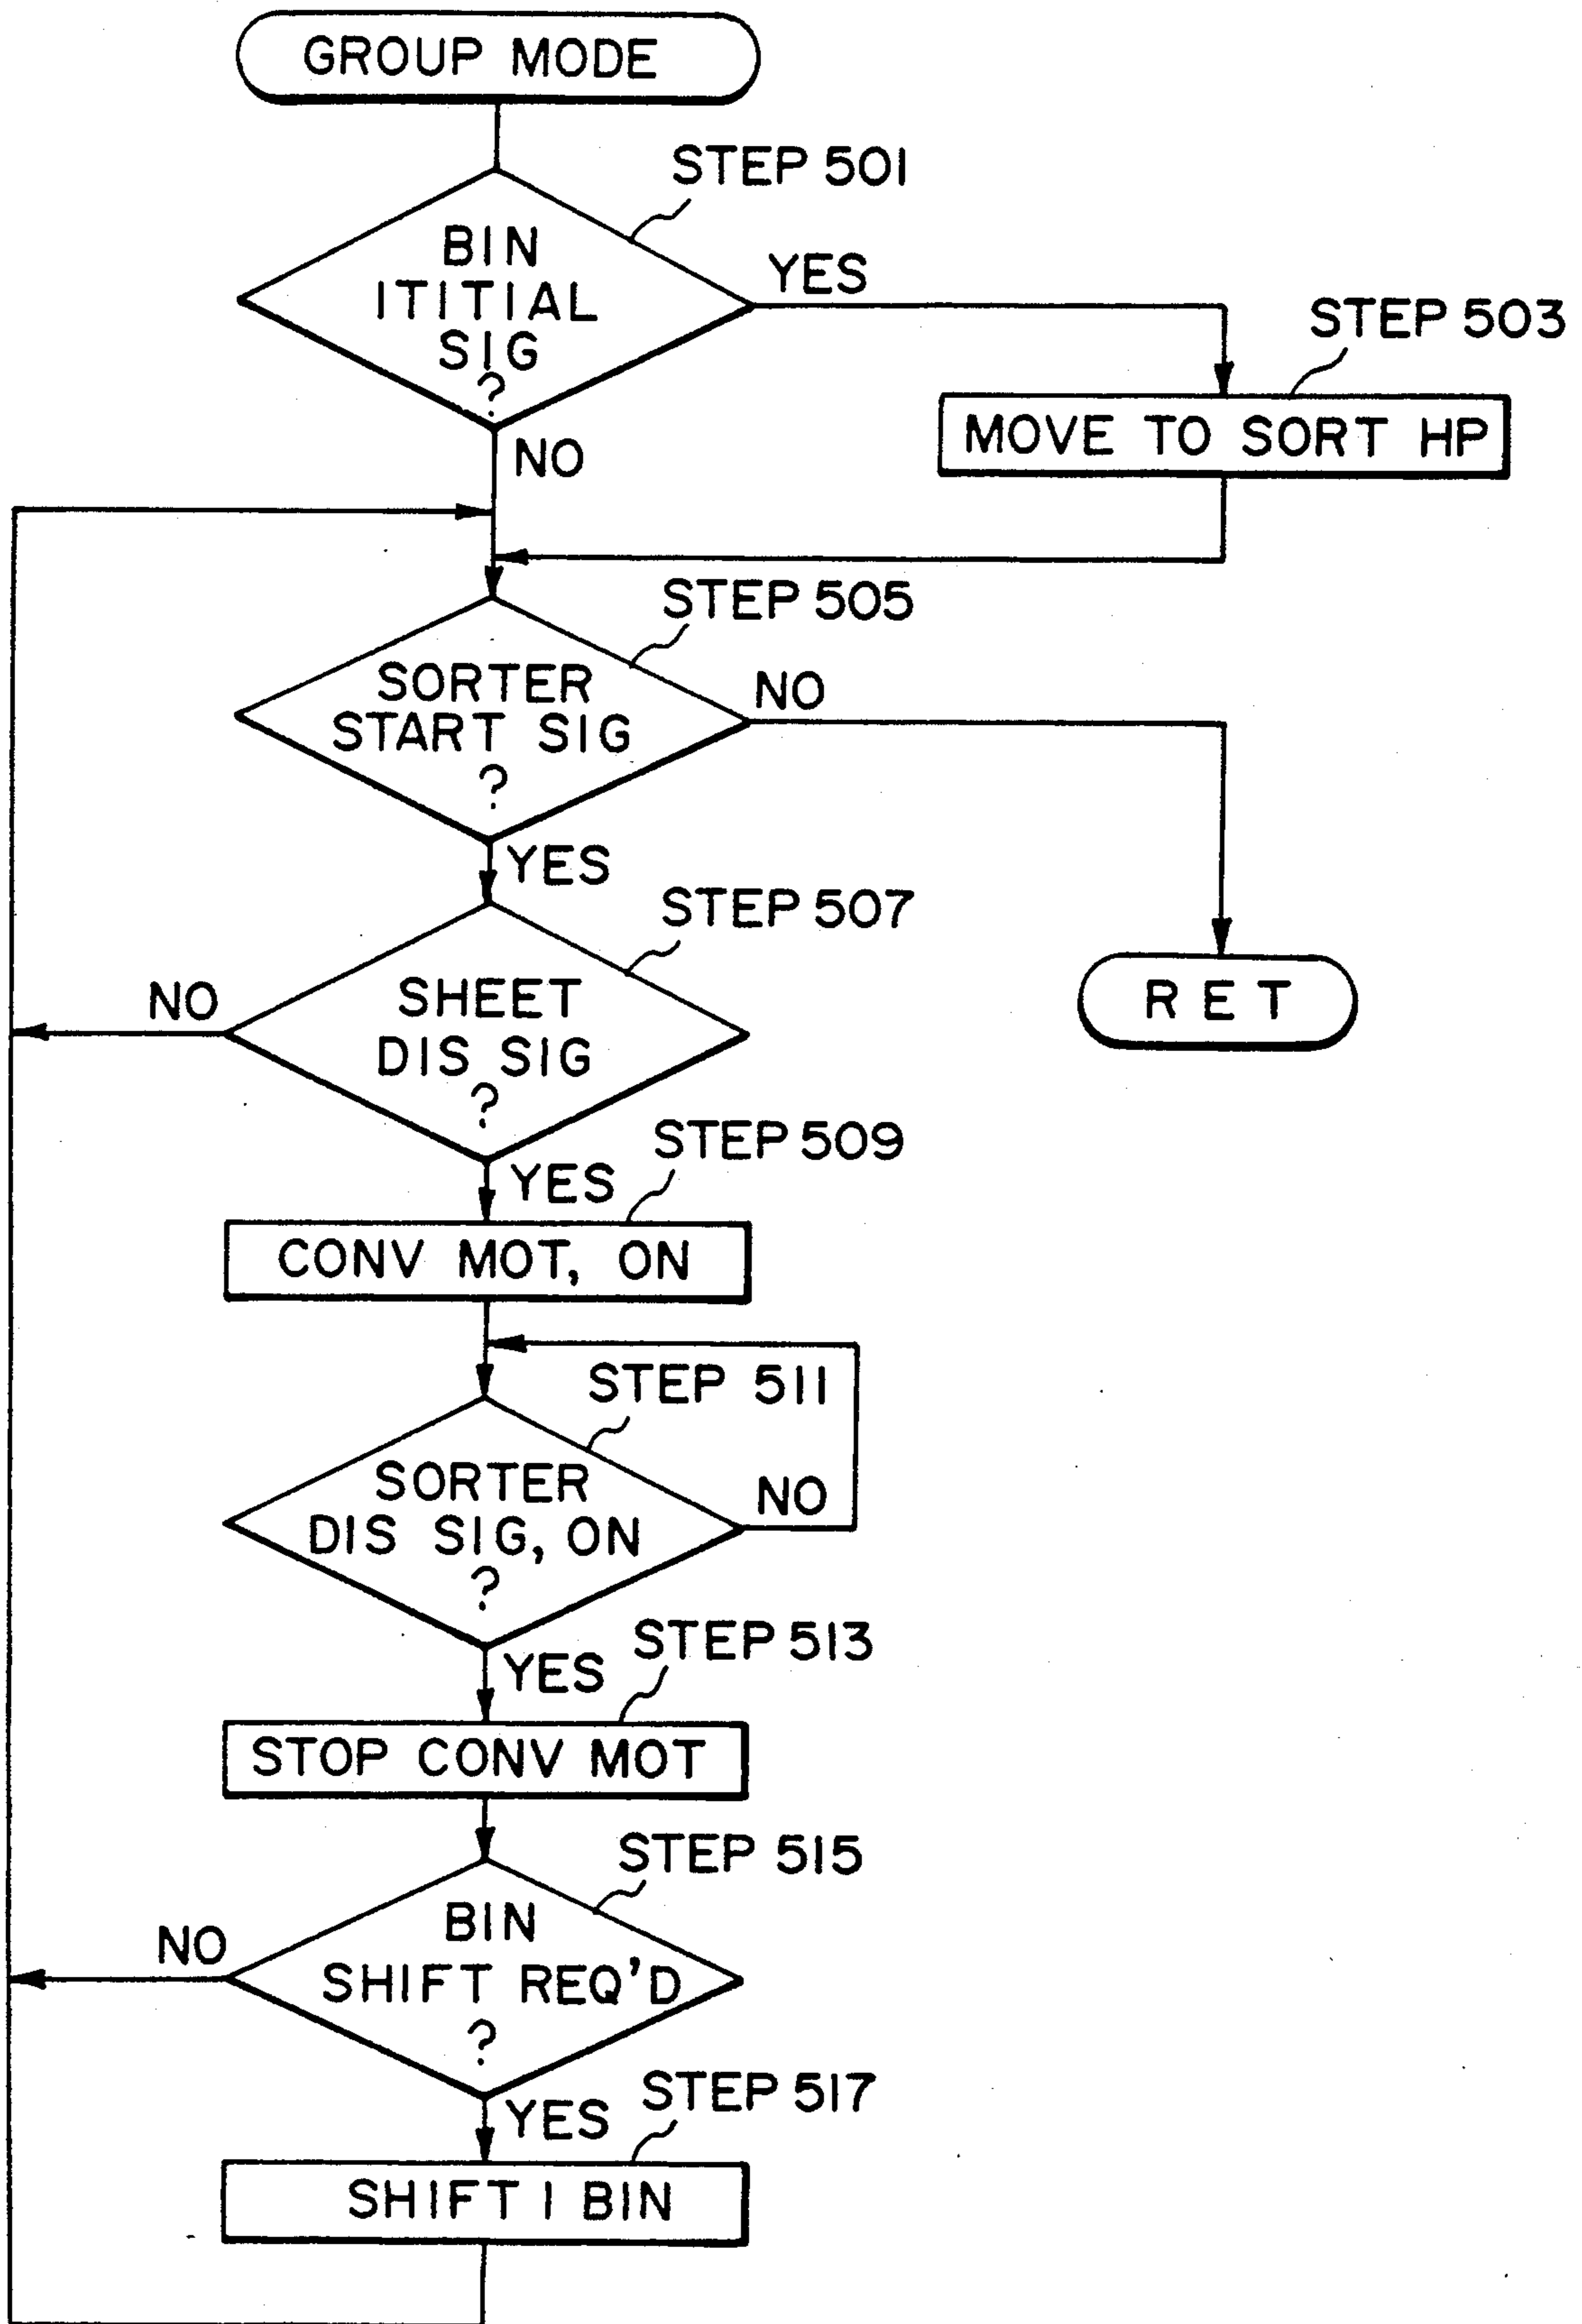 GROUP MODE
STEP 501
BIN
ITITIAL
SIG
?
YES
STEP 503
MOVE TO SORT HP
NO
STEP 505
SORTER
START SIG
?
NO
YES
STEP 507
SHEET
DIS SIG
?
NO
RET
STEP 509
YES
CONV MOT, ON
STEP 511
SORTER
DIS SIG, ON
?
NO
STEP 513
YES
STOP CONV MOT
STEP 515
BIN
SHIFT REQ'D
?
NO
STEP 517
YES
SHIFT 1 BIN